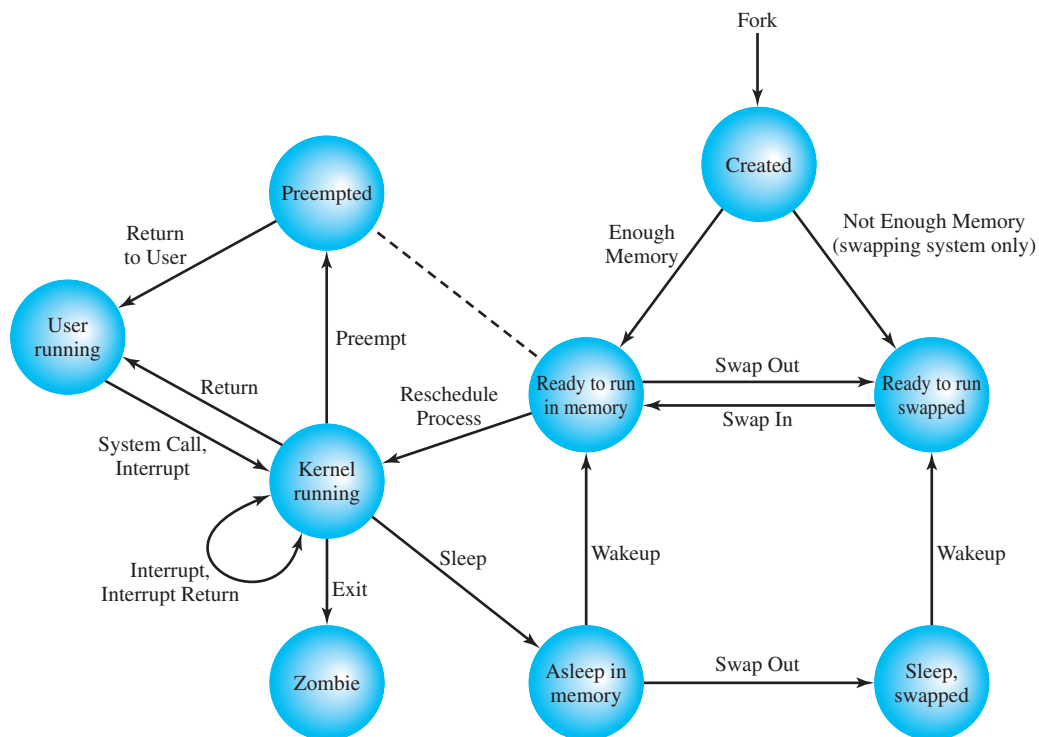 Fork
Created
Preempted
Enough
Memory
Not Enough Memory
(swapping system only)
Return
to User
User
running
Preempt
Return
Reschedule
Process
Ready to run
in memory
Swap Out
Swap In
Ready to run
swapped
System Call,
Interrupt
Kernel
running
Interrupt,
Interrupt Return
Sleep
Wakeup
Wakeup
Exit
Zombie
Asleep in
memory
Swap Out
Sleep,
swapped